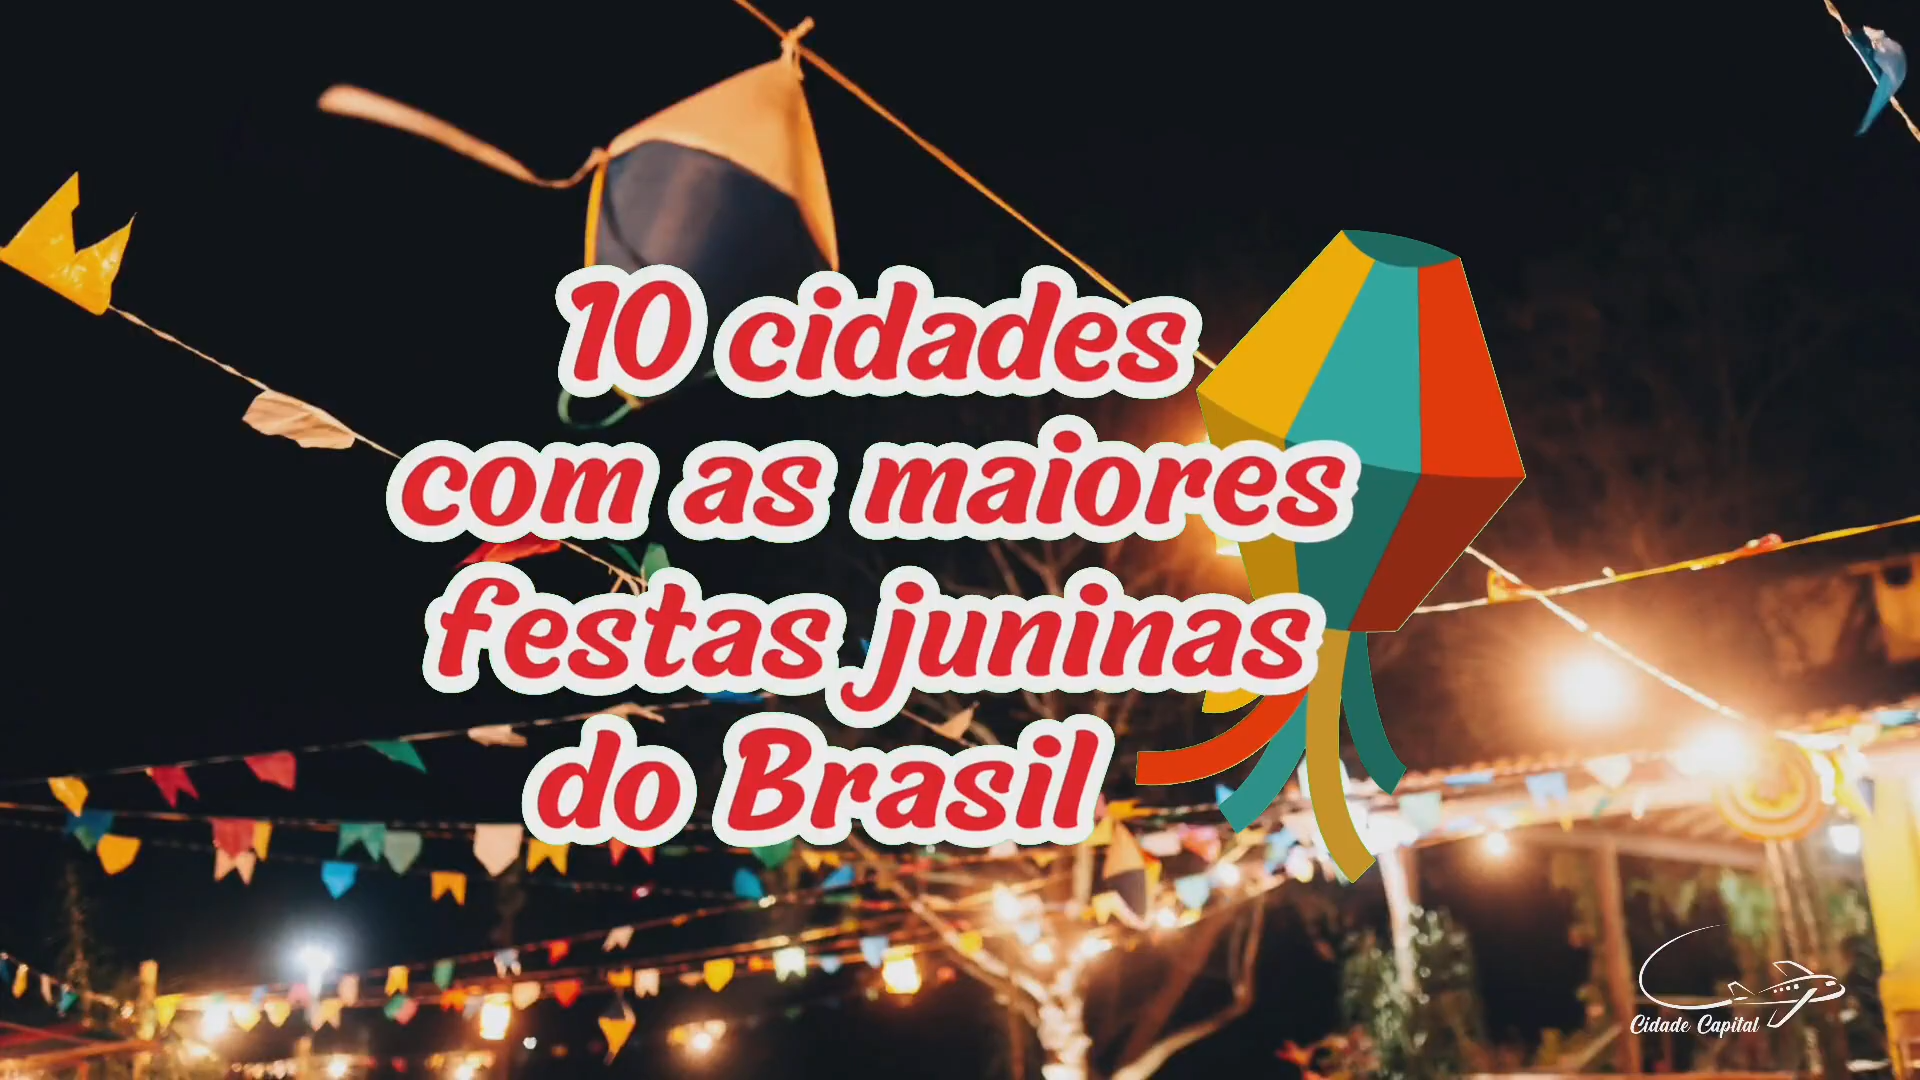 10 cidades
com as maiores
festas juninas
do Brasil
Cidade Capital